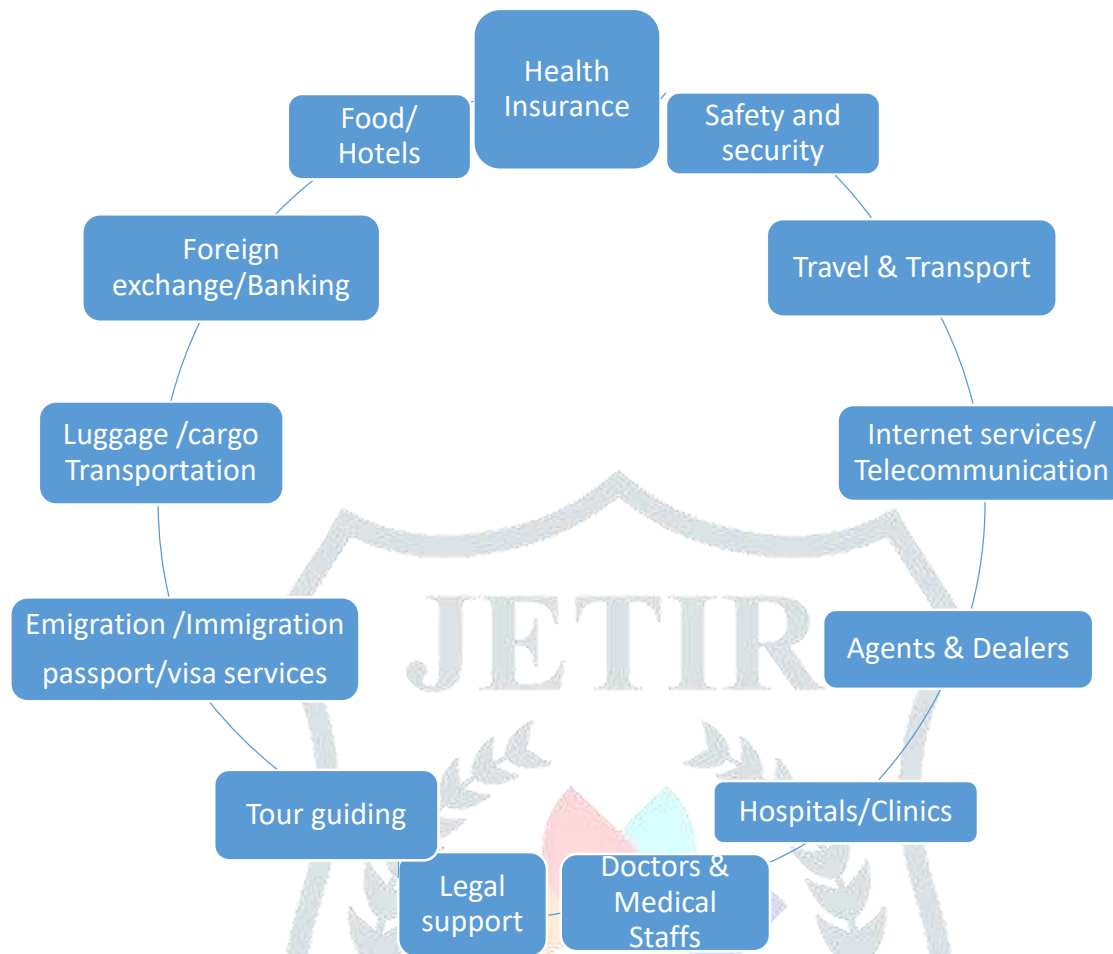 Health
Insurance
Safety and
security
Travel & Transport
Internet services/
Telecommunication
Agents & Dealers
Hospitals/Clinics
Doctors &
Medical
Staffs
Legal
support
Tour guiding
Emigration /Immigration
passport/visa services
Luggage /cargo
Transportation
Foreign
exchange/Banking
Food/
Hotels
JETIR